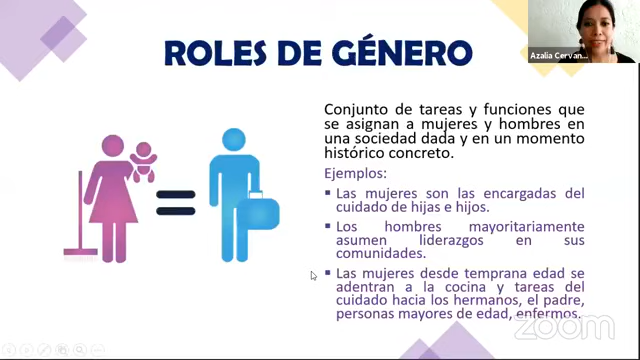 ROLES DE GÉNERO
Azalia Cervan...
Conjunto de tareas y funciones que
se asignan a mujeres y hombres en
una sociedad dada y en un momento
histórico concreto.
Ejemplos:
▪ Las mujeres son las encargadas del
cuidado de hijas e hijos.
▪ Los hombres mayoritariamente
asumen liderazgos en sus
comunidades.
▪ Las mujeres desde temprana edad se
adentran a la cocina y tareas del
cuidado hacia los hermanos, el padre,
personas mayores de edad, enfermos.
zoom